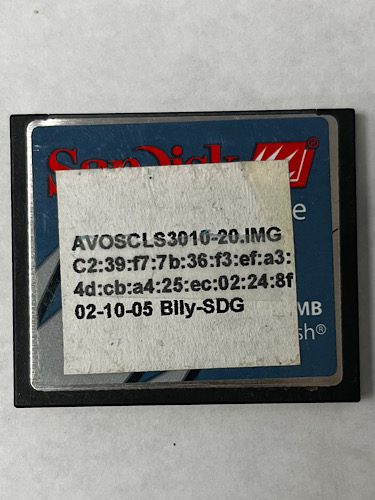 SanDisk
®
e
AVOSCLS3010-20.IMG
C2:39:f7:7b:36:f3:ef:a3:
4d:cb:a4:25:ec:02:24:8f
02-10-05 Bily-SDG
MB
sh®